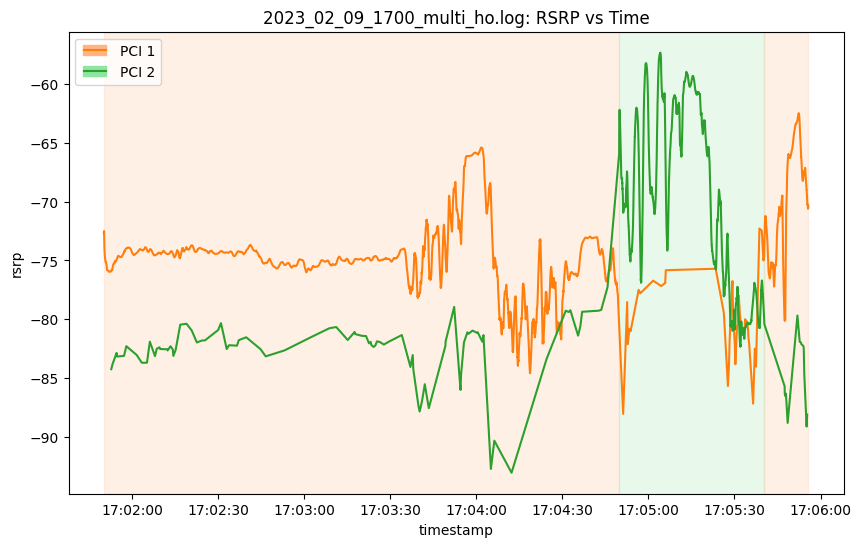 2023_02_09_1700_multi_ho.log: RSRP vs Time
PCI 1
PCI 2
−60
−65
−70
−75
−80
−85
−90
rsrp
17:02:00 17:02:30 17:03:00 17:03:30 17:04:00 17:04:30 17:05:00 17:05:30 17:06:00
timestamp